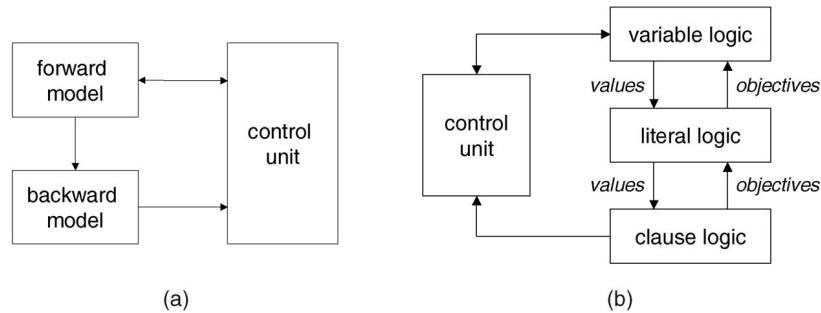 forward
model
backward
model
control
unit
(a)
variable logic
values
objectives
control
unit
literal logic
values
objectives
clause logic
(b)